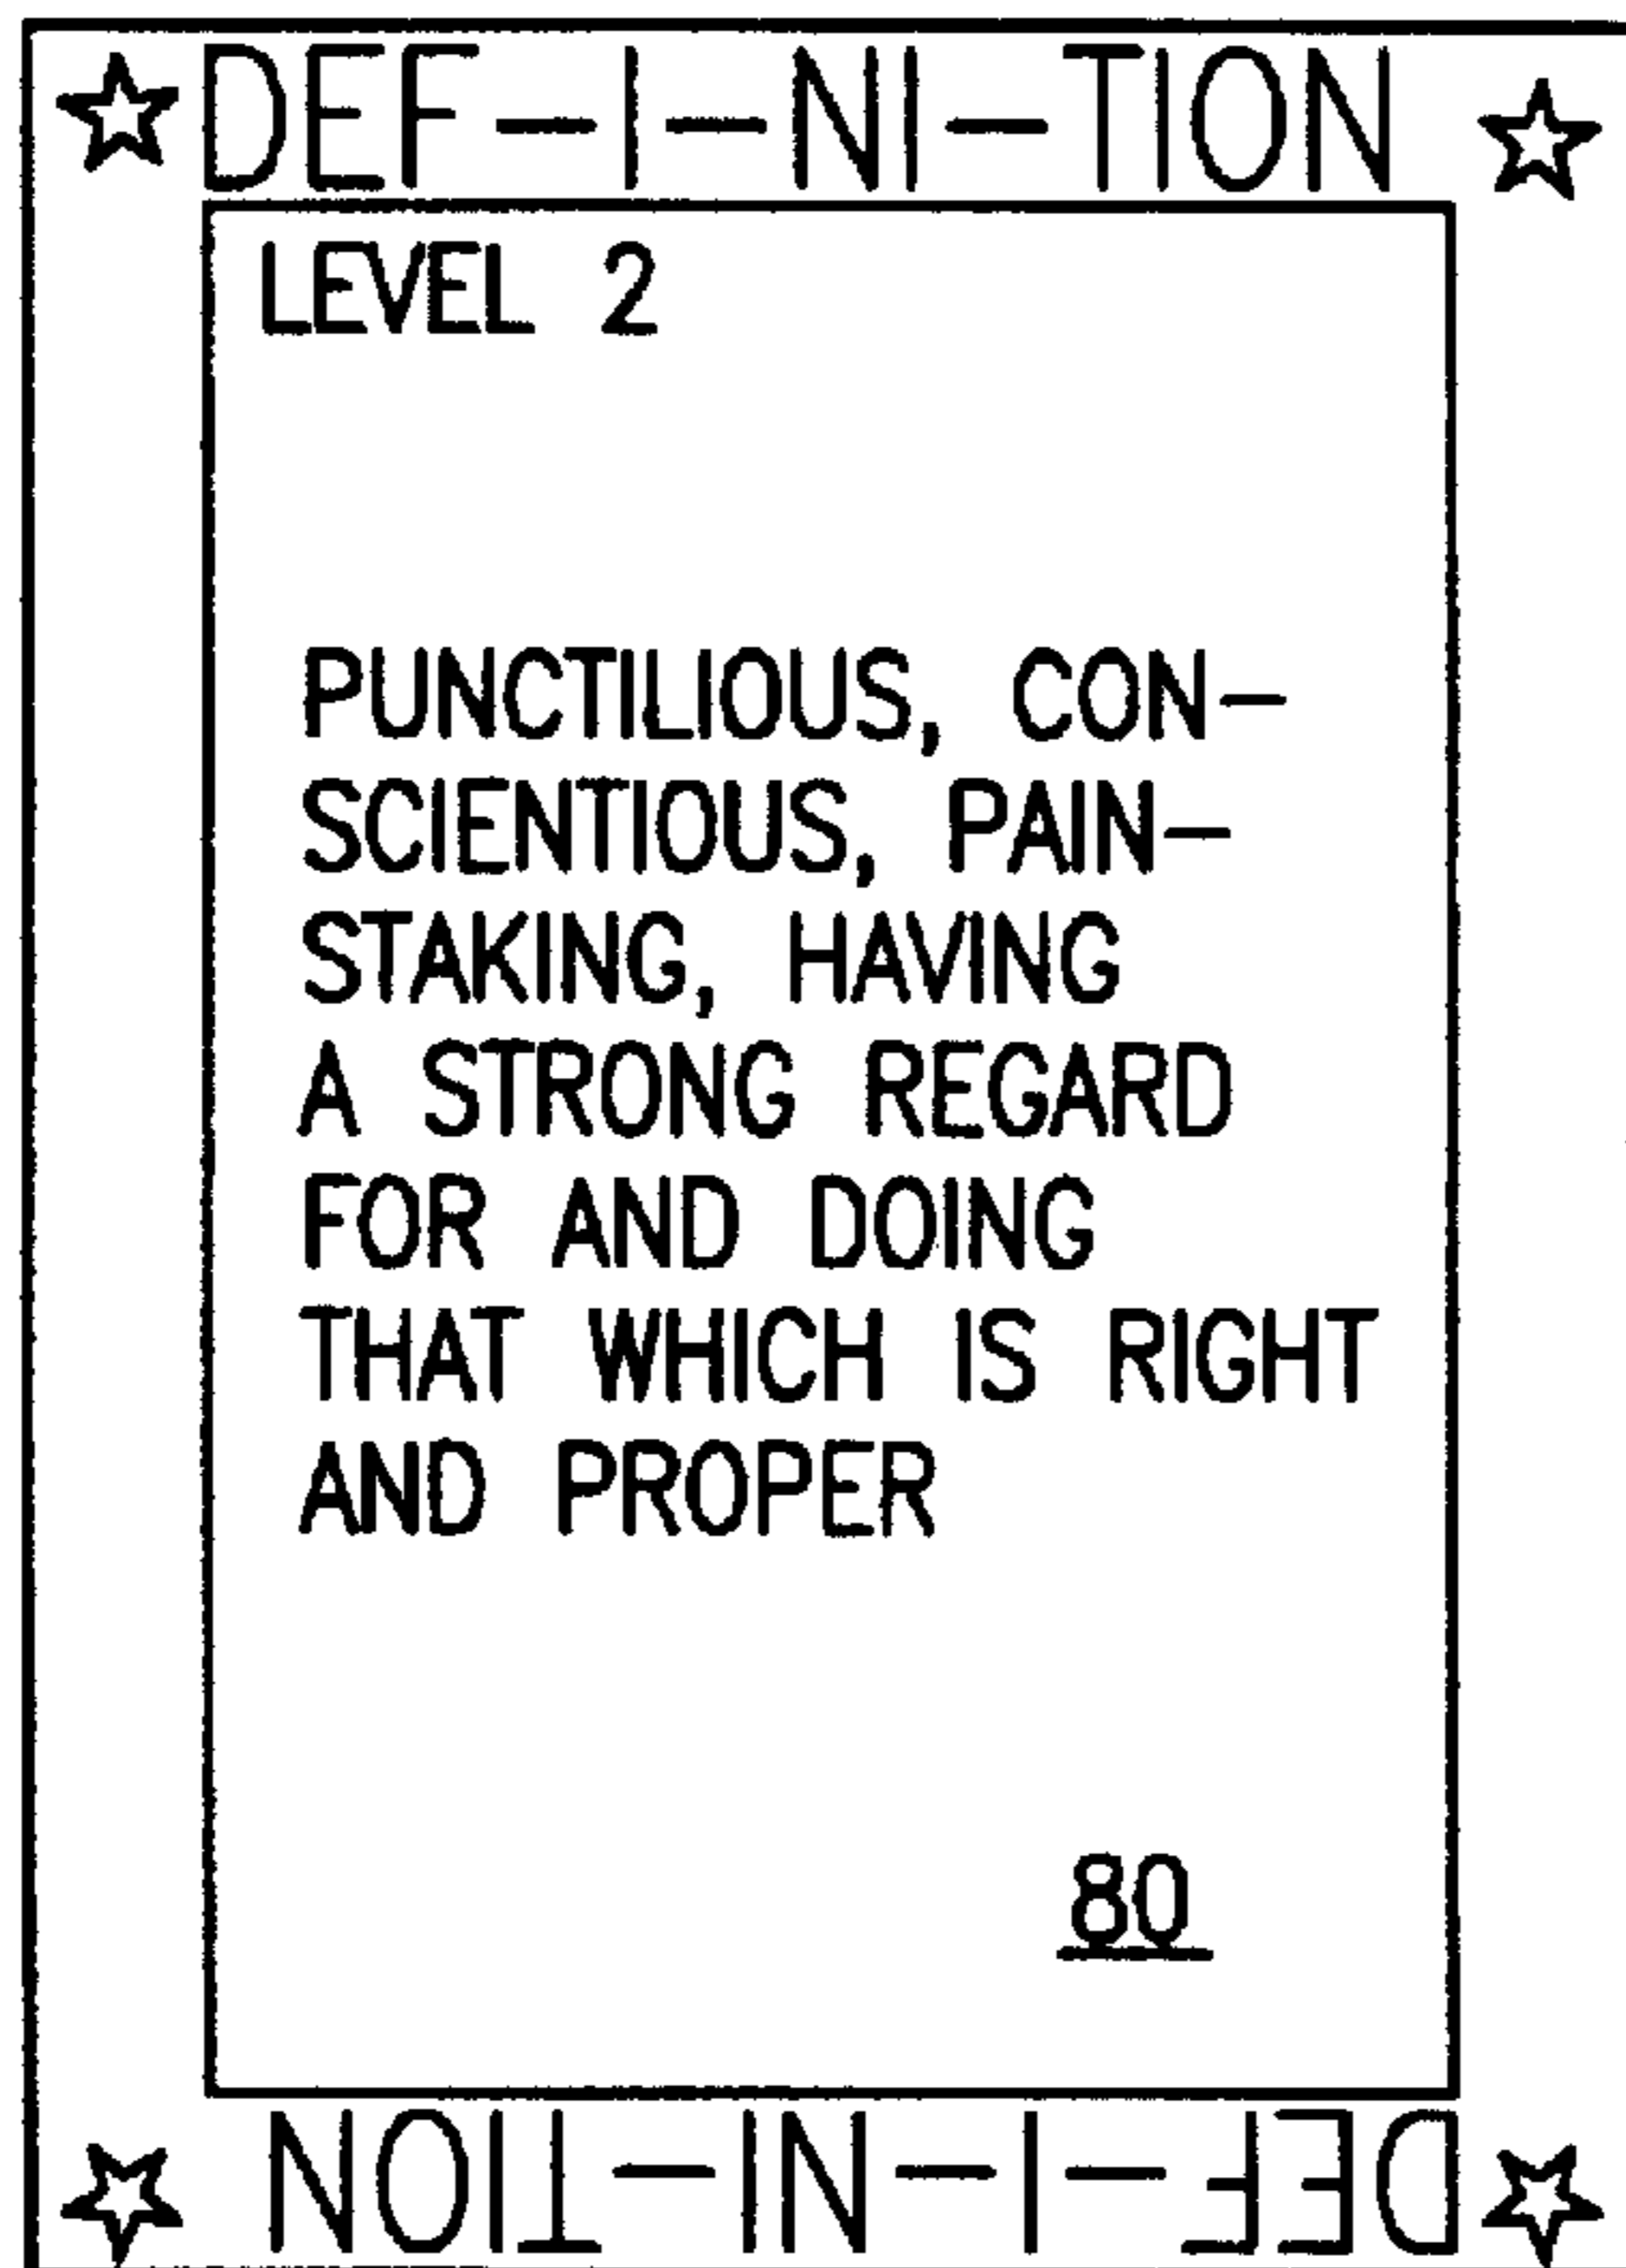 DEF-I-NI-TION
LEVEL 2
PUNCTILIOUS, CON-
SCIENTIOUS, PAIN-
STAKING, HAVING
A STRONG REGARD
FOR AND DOING
THAT WHICH IS RIGHT
AND PROPER
80
DEF-I-NI-TION